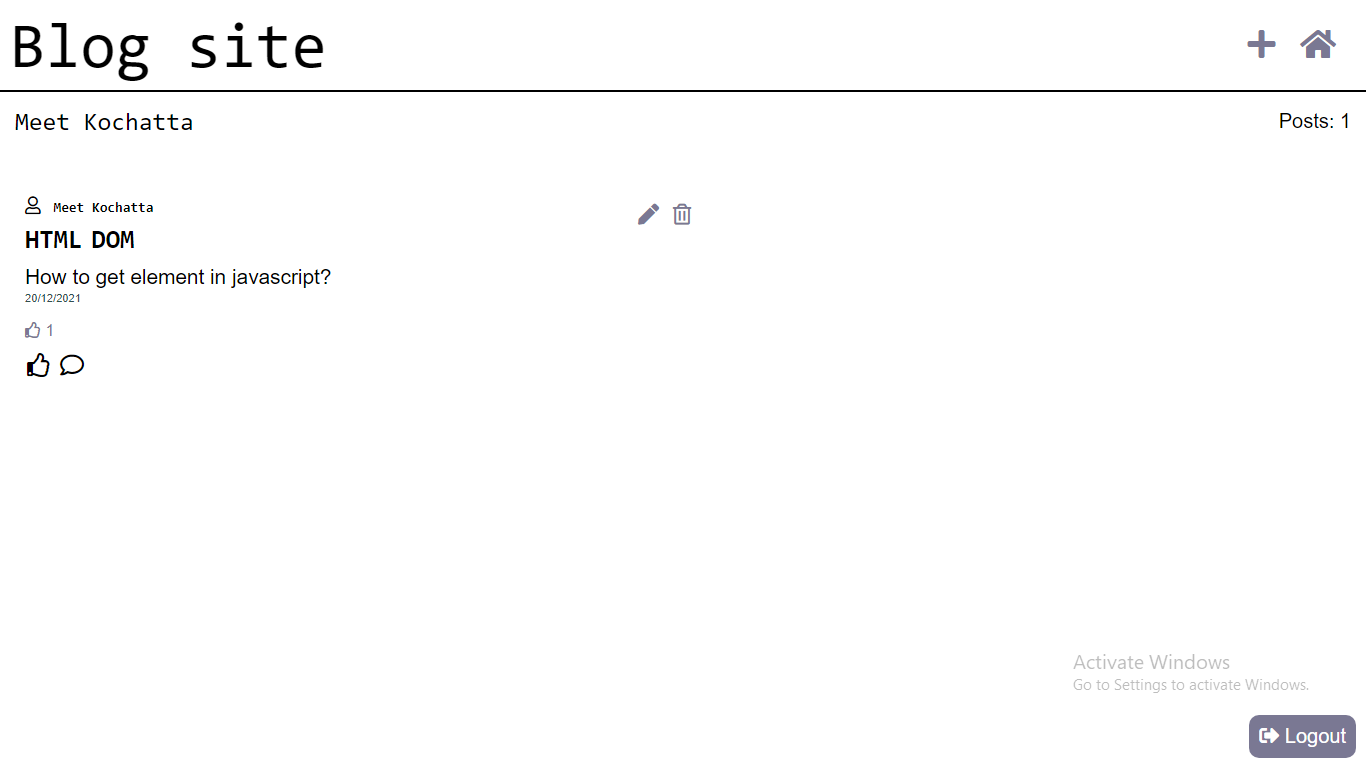 Blog site
Meet Kochatta
Posts: 1
Meet Kochatta
HTML DOM
How to get element in javascript?
20/12/2021
1
Activate Windows
Go to Settings to activate Windows.
Logout